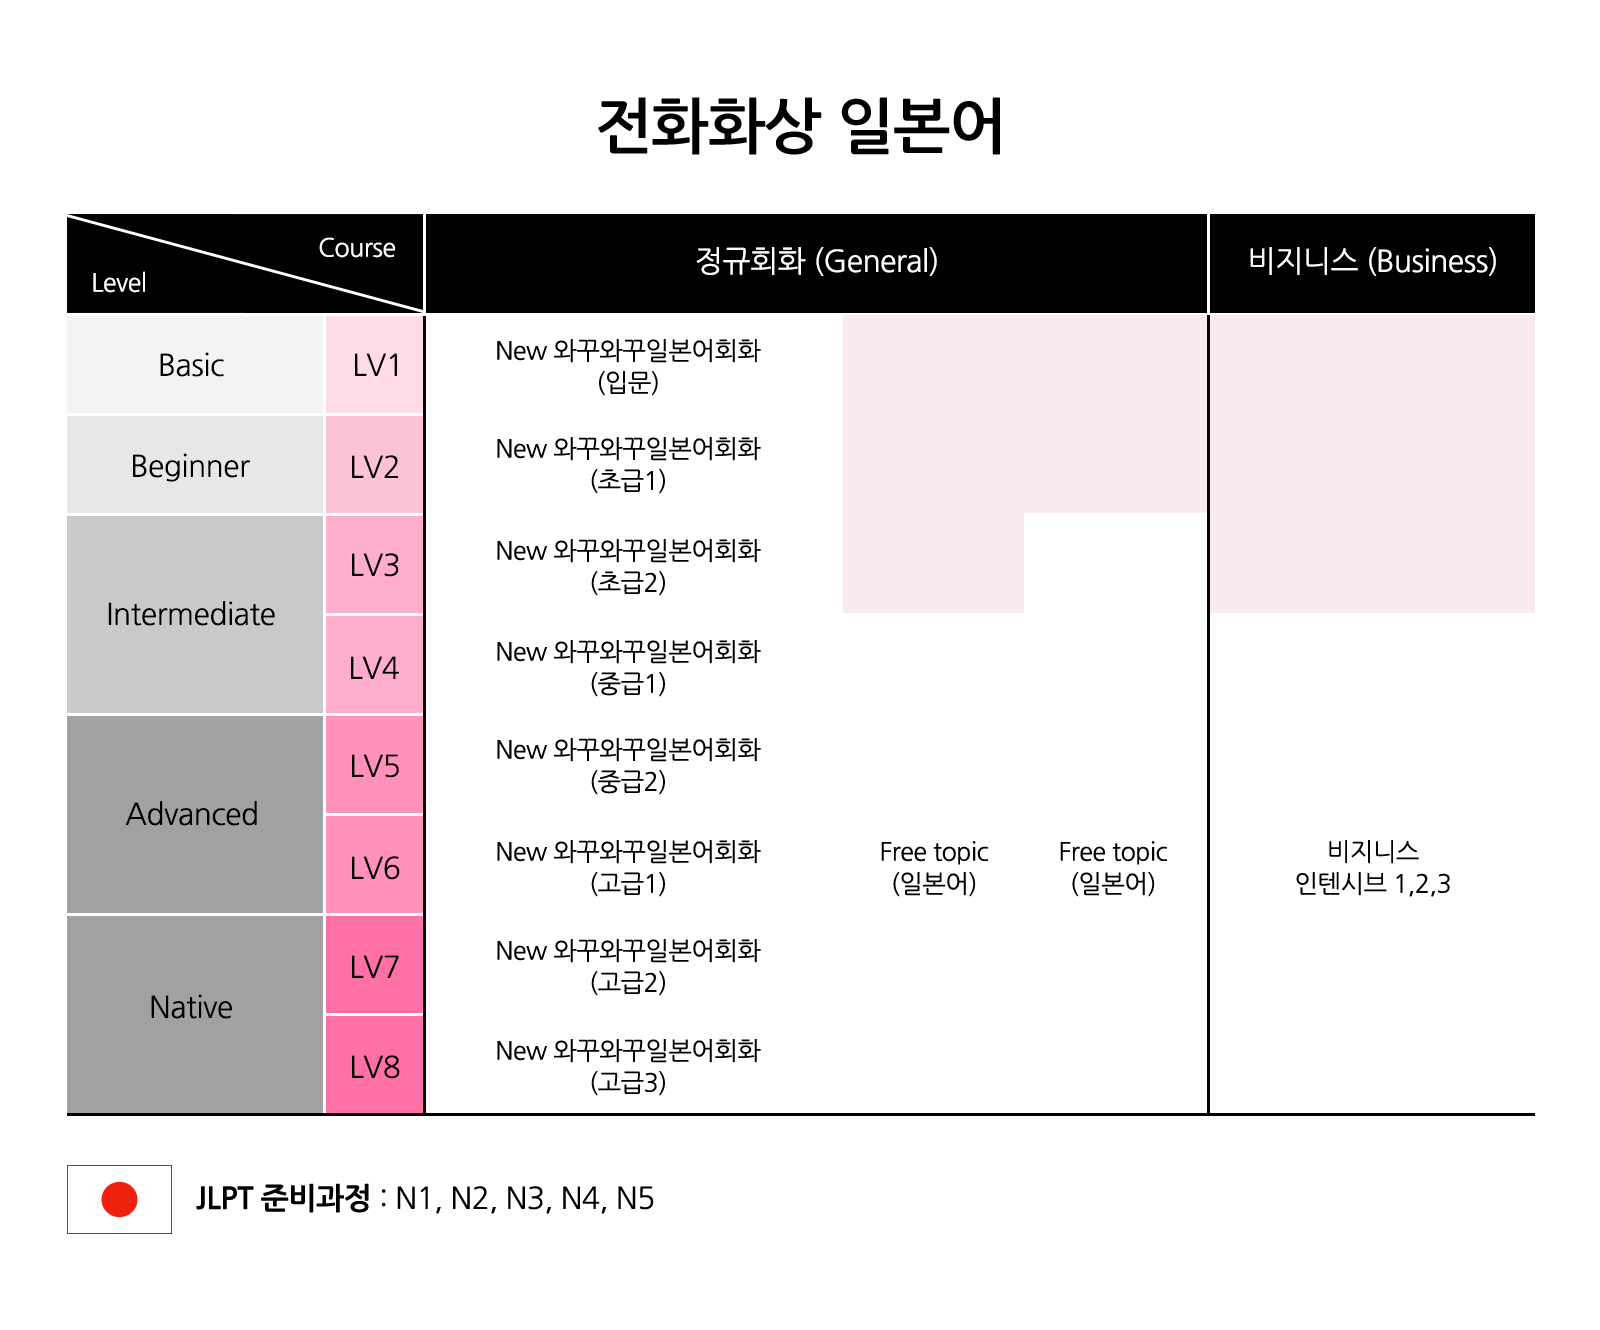 전화화상 일본어
Course
Level
정규회화 (General)
비지니스 (Business)
Basic
LV1
New 와꾸와꾸일본어회화
(입문)
Beginner
LV2
New 와꾸와꾸일본어회화
(초급1)
Intermediate
LV3
New 와꾸와꾸일본어회화
(초급2)
LV4
New 와꾸와꾸일본어회화
(중급1)
Advanced
LV5
New 와꾸와꾸일본어회화
(중급2)
LV6
New 와꾸와꾸일본어회화
(고급1)
Free topic
(일본어)
Free topic
(일본어)
비지니스
인텐시브 1,2,3
Native
LV7
New 와꾸와꾸일본어회화
(고급2)
LV8
New 와꾸와꾸일본어회화
(고급3)
JLPT 준비과정 : N1, N2, N3, N4, N5